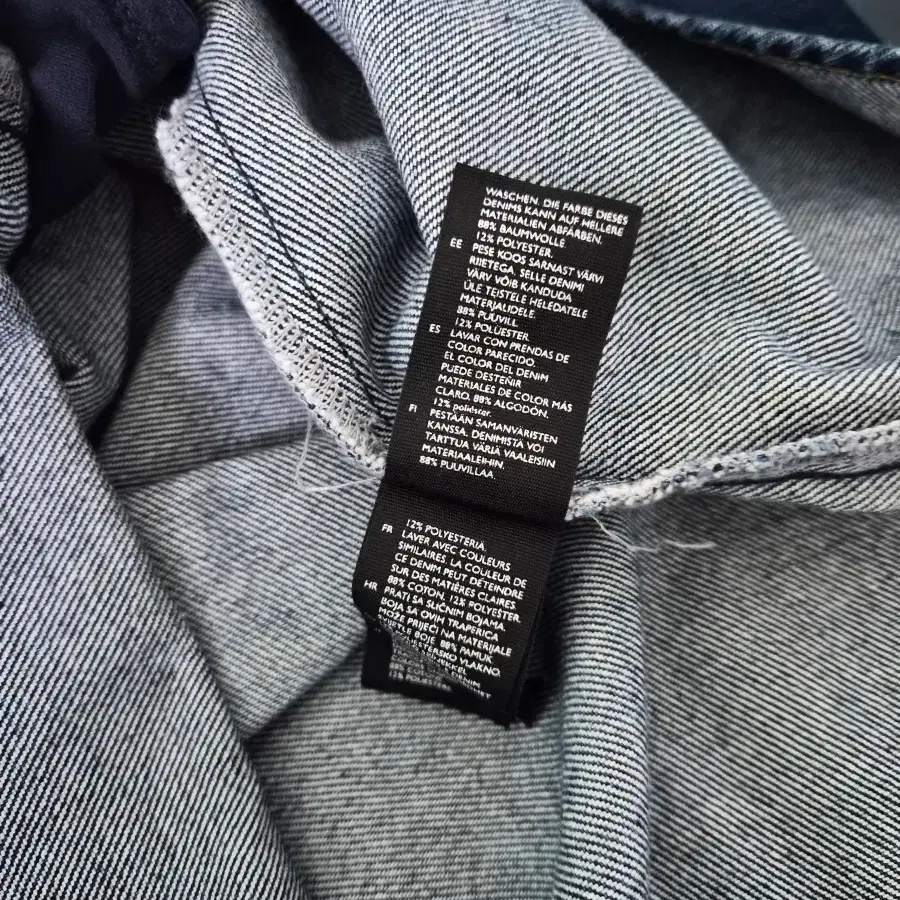 WASCHEN. DIE FARBE DIESES
DENIMS KANN AUF HELLERE
MATERIALIEN ABFÄRBEN.
88% BAUMWOLLE
12% POLYESTER.
EE PESE KOOS SARNAST VÄRVI
RIIETEGA, SELLE DENIMI
VÄRV VÕIB KANDUDA
ÜLE TEISTELE HELEDATELE
MATERJALIDELE.
88% PUUVILL
12% POLÜESTER
ES LAVAR CON PRENDAS DE
COLOR PARECIDO.
EL COLOR DEL DENIM
PUEDE DESTEÑIR
MATERIALES DE COLOR MÁS
CLARO. 88% ALGODÓN.
12% poliéster.
FI PESTÄÄN SAMANVÄRISTEN
KANSSA. DENIMISTÄ VOI
TARTTUA VÄRIÄ VAALEISIIN
MATERIAALEIHIN.
88% PUUVILLAA.
12% POLYESTERIÄ.
FR LAVER AVEC COULEURS
SIMILAIRES. LA COULEUR DE
CE DENIM PEUT DÉTEINDRE
SUR DES MATIÈRES CLAIRES.
88% COTON. 12% POLYESTER.
HR PRATI SA SLIČNIM BOJAMA.
BOJA SA OVIM TRAPERICA
MOŽE PRIJEĆI NA MATERIJALE
SVJETLE BOJE 88% PAMUK.
VLAKNO.
DENIM
12%